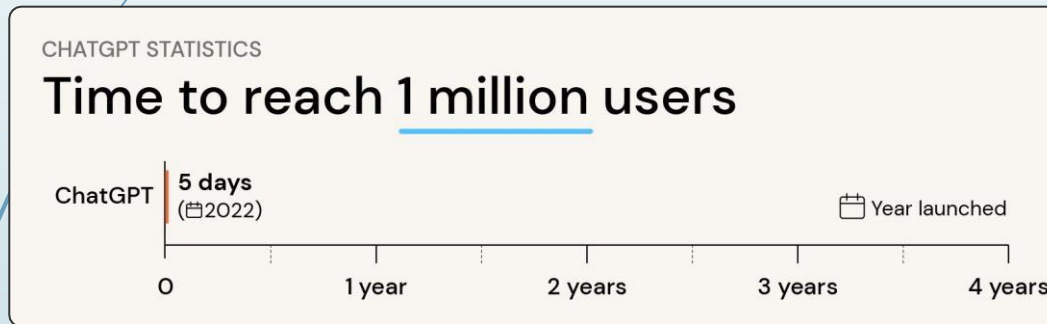 CHATGPT STATISTICS
Time to reach 1 million users
ChatGPT
5 days
(2022)
Year launched
0 1 year 2 years 3 years 4 years